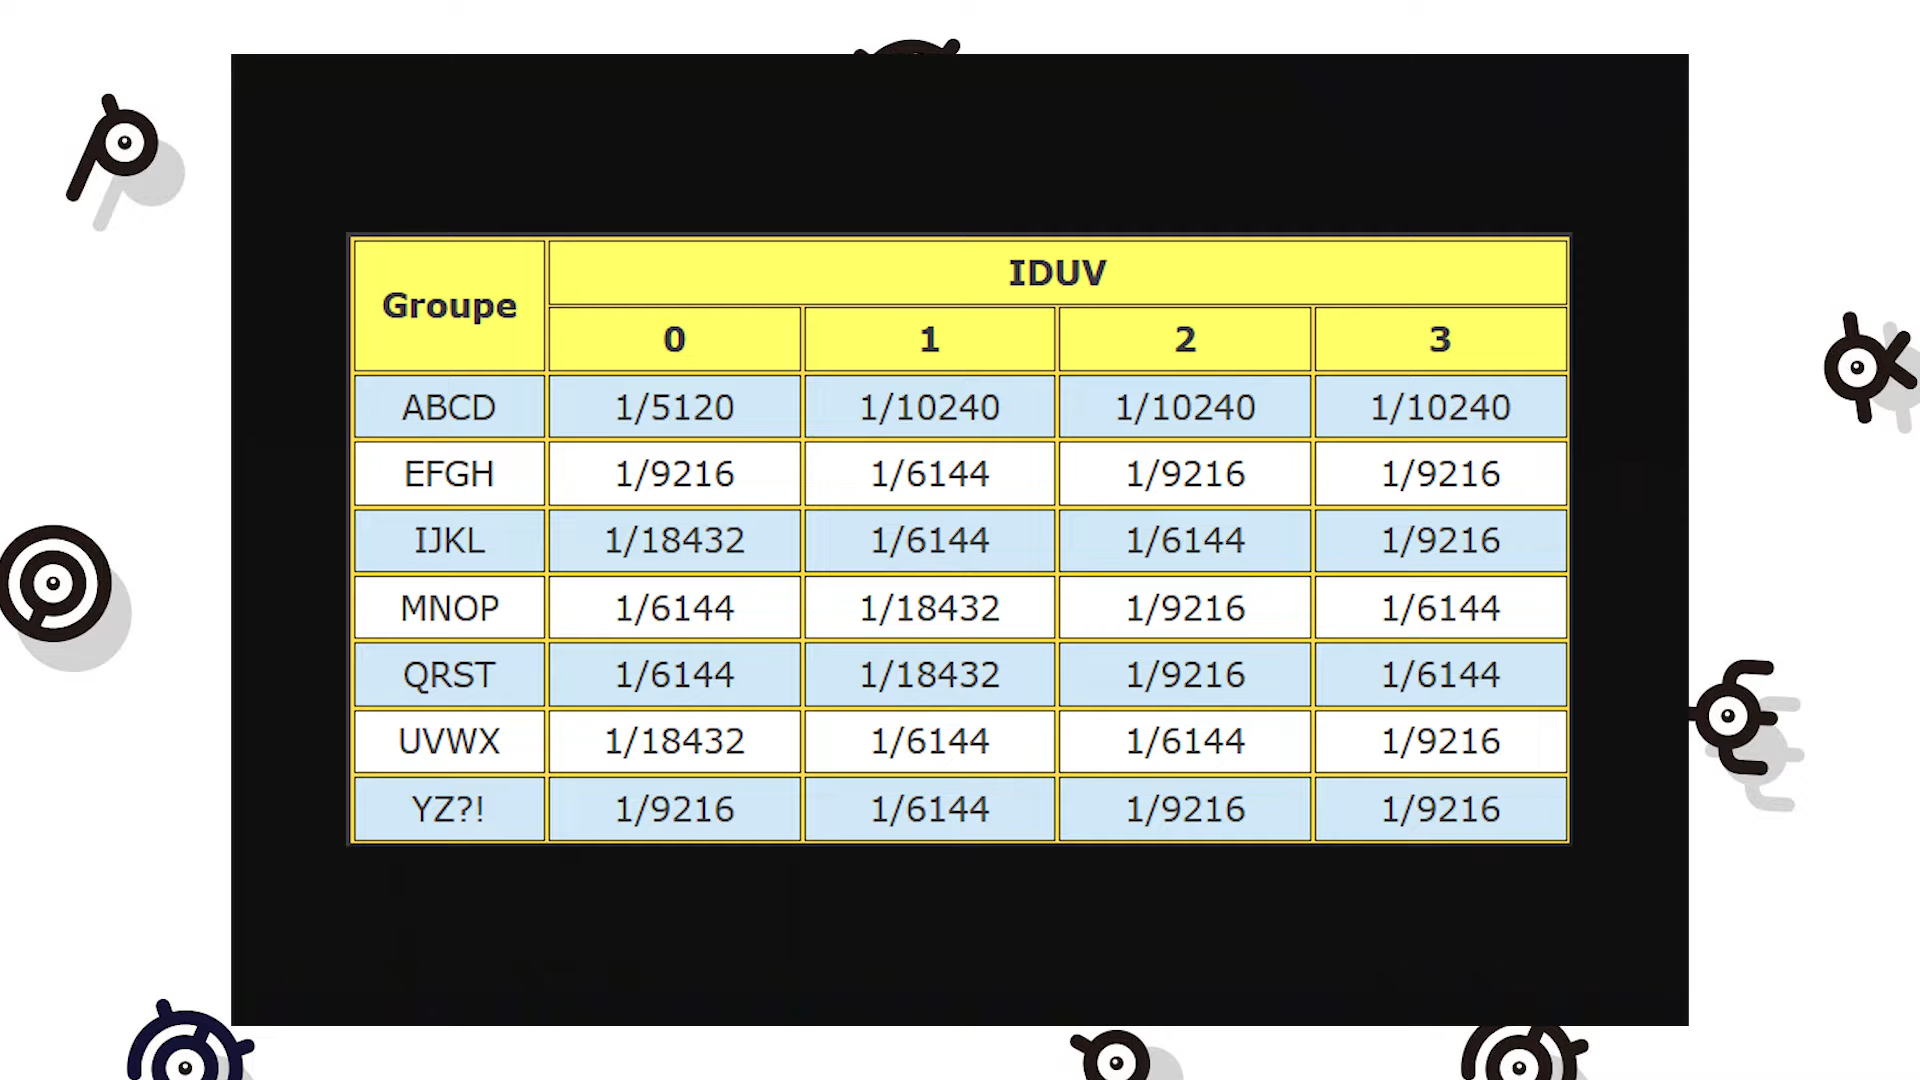 Groupe IDUV
0 1 2 3
ABCD 1/5120 1/10240 1/10240 1/10240
EFGH 1/9216 1/6144 1/9216 1/9216
IJKL 1/18432 1/6144 1/6144 1/9216
MNOP 1/6144 1/18432 1/9216 1/6144
QRST 1/6144 1/18432 1/9216 1/6144
UVWX 1/18432 1/6144 1/6144 1/9216
YZ?! 1/9216 1/6144 1/9216 1/9216